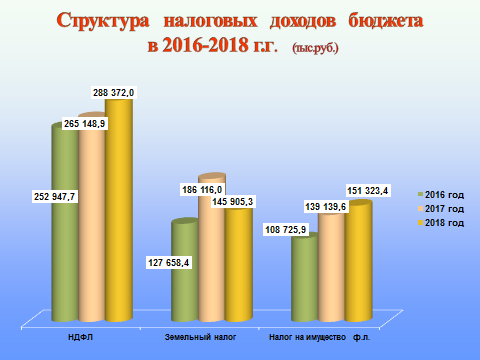 Структура налоговых доходов бюджета
в 2016-2018 г.г. (тыс.руб.)
288 372,0
265 148,9
252 947,7
186 116,0
145 905,3
127 658,4
151 323,4
139 139,6
108 725,9
2016 год
2017 год
2018 год
НДФЛ
Земельный налог
Налог на имущество ф.л.